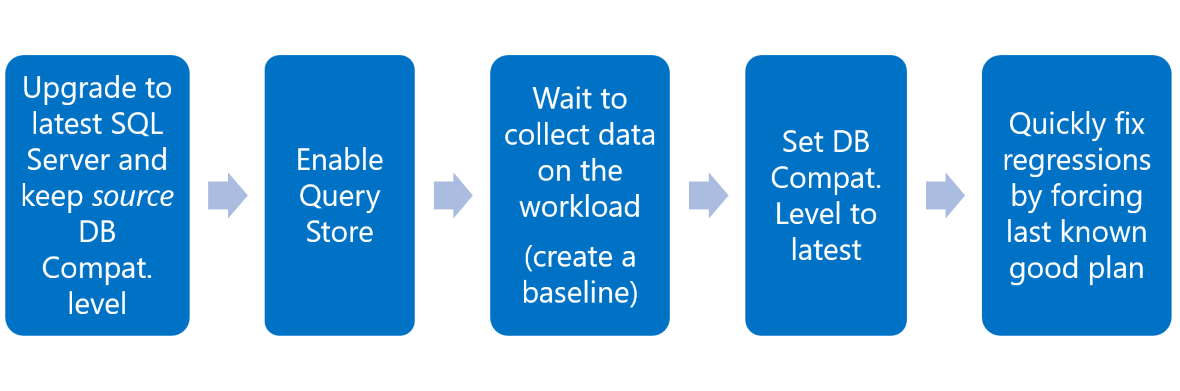 Upgrade to
latest SQL
Server and
keep source
DB
Compat.
level
Enable
Query
Store
Wait to
collect data
on the
workload
(create a
baseline)
Set DB
Compat.
Level to
latest
Quickly fix
regressions
by forcing
last known
good plan